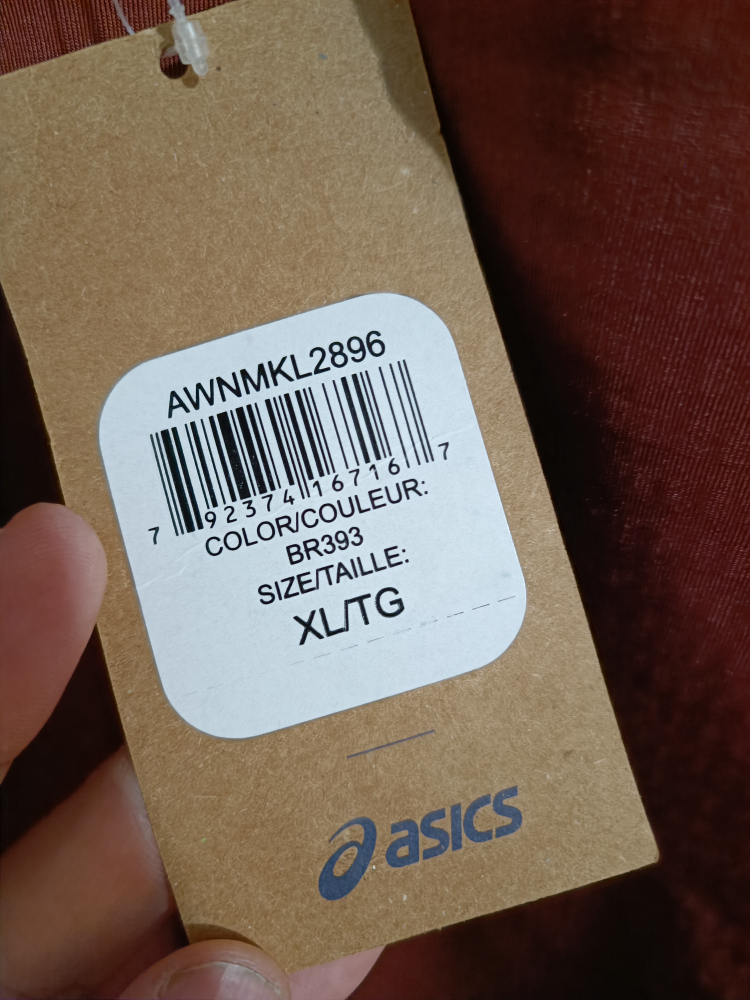 AWNMKL2896
7 92374 16716 7
COLOR/COULEUR:
BR393
SIZE/TAILLE:
XL/TG
asics